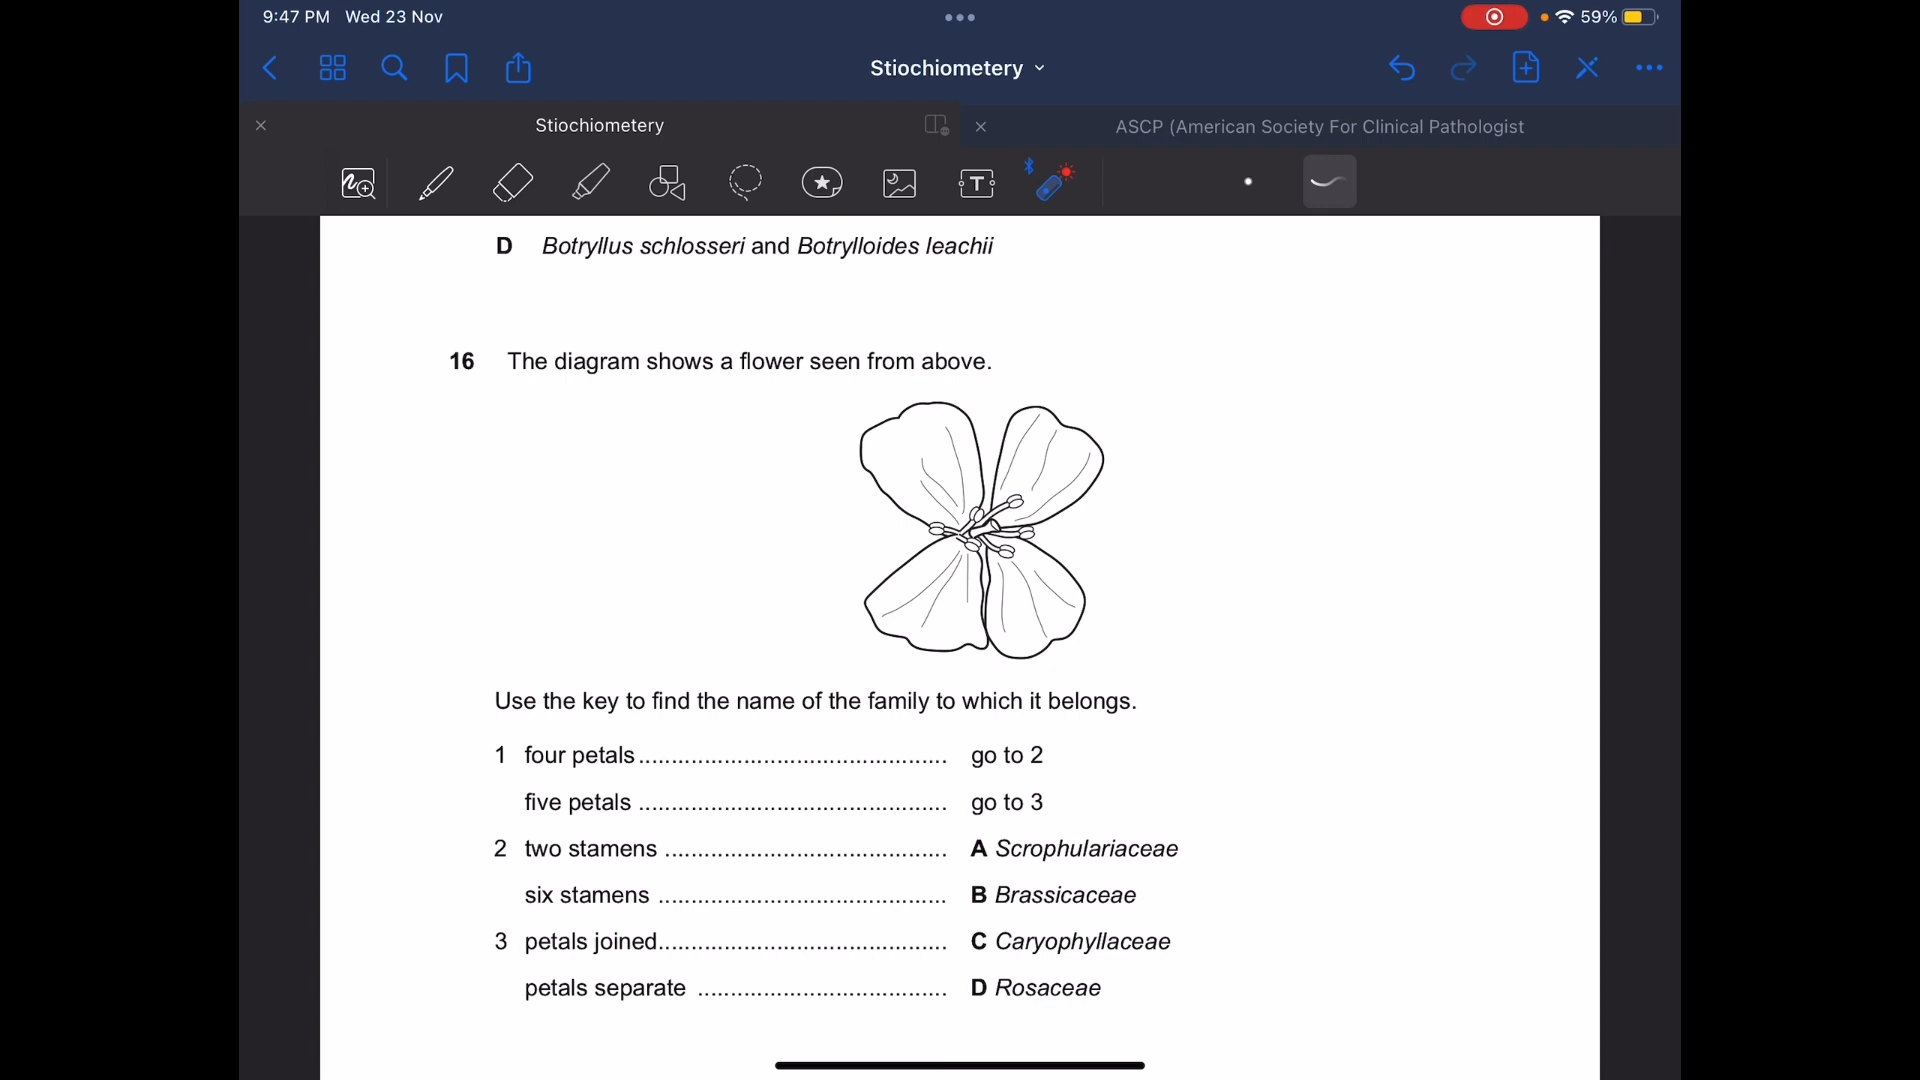 9:47 PM Wed 23 Nov
59%
Stiochiometery
Stiochiometery
ASCP (American Society For Clinical Pathologist
T
D Botryllus schlosseri and Botrylloides leachii
16 The diagram shows a flower seen from above.
Use the key to find the name of the family to which it belongs.
1 four petals ............................................... go to 2
five petals ............................................... go to 3
2 two stamens ........................................... A Scrophulariaceae
six stamens ............................................ B Brassicaceae
3 petals joined............................................ C Caryophyllaceae
petals separate ...................................... D Rosaceae